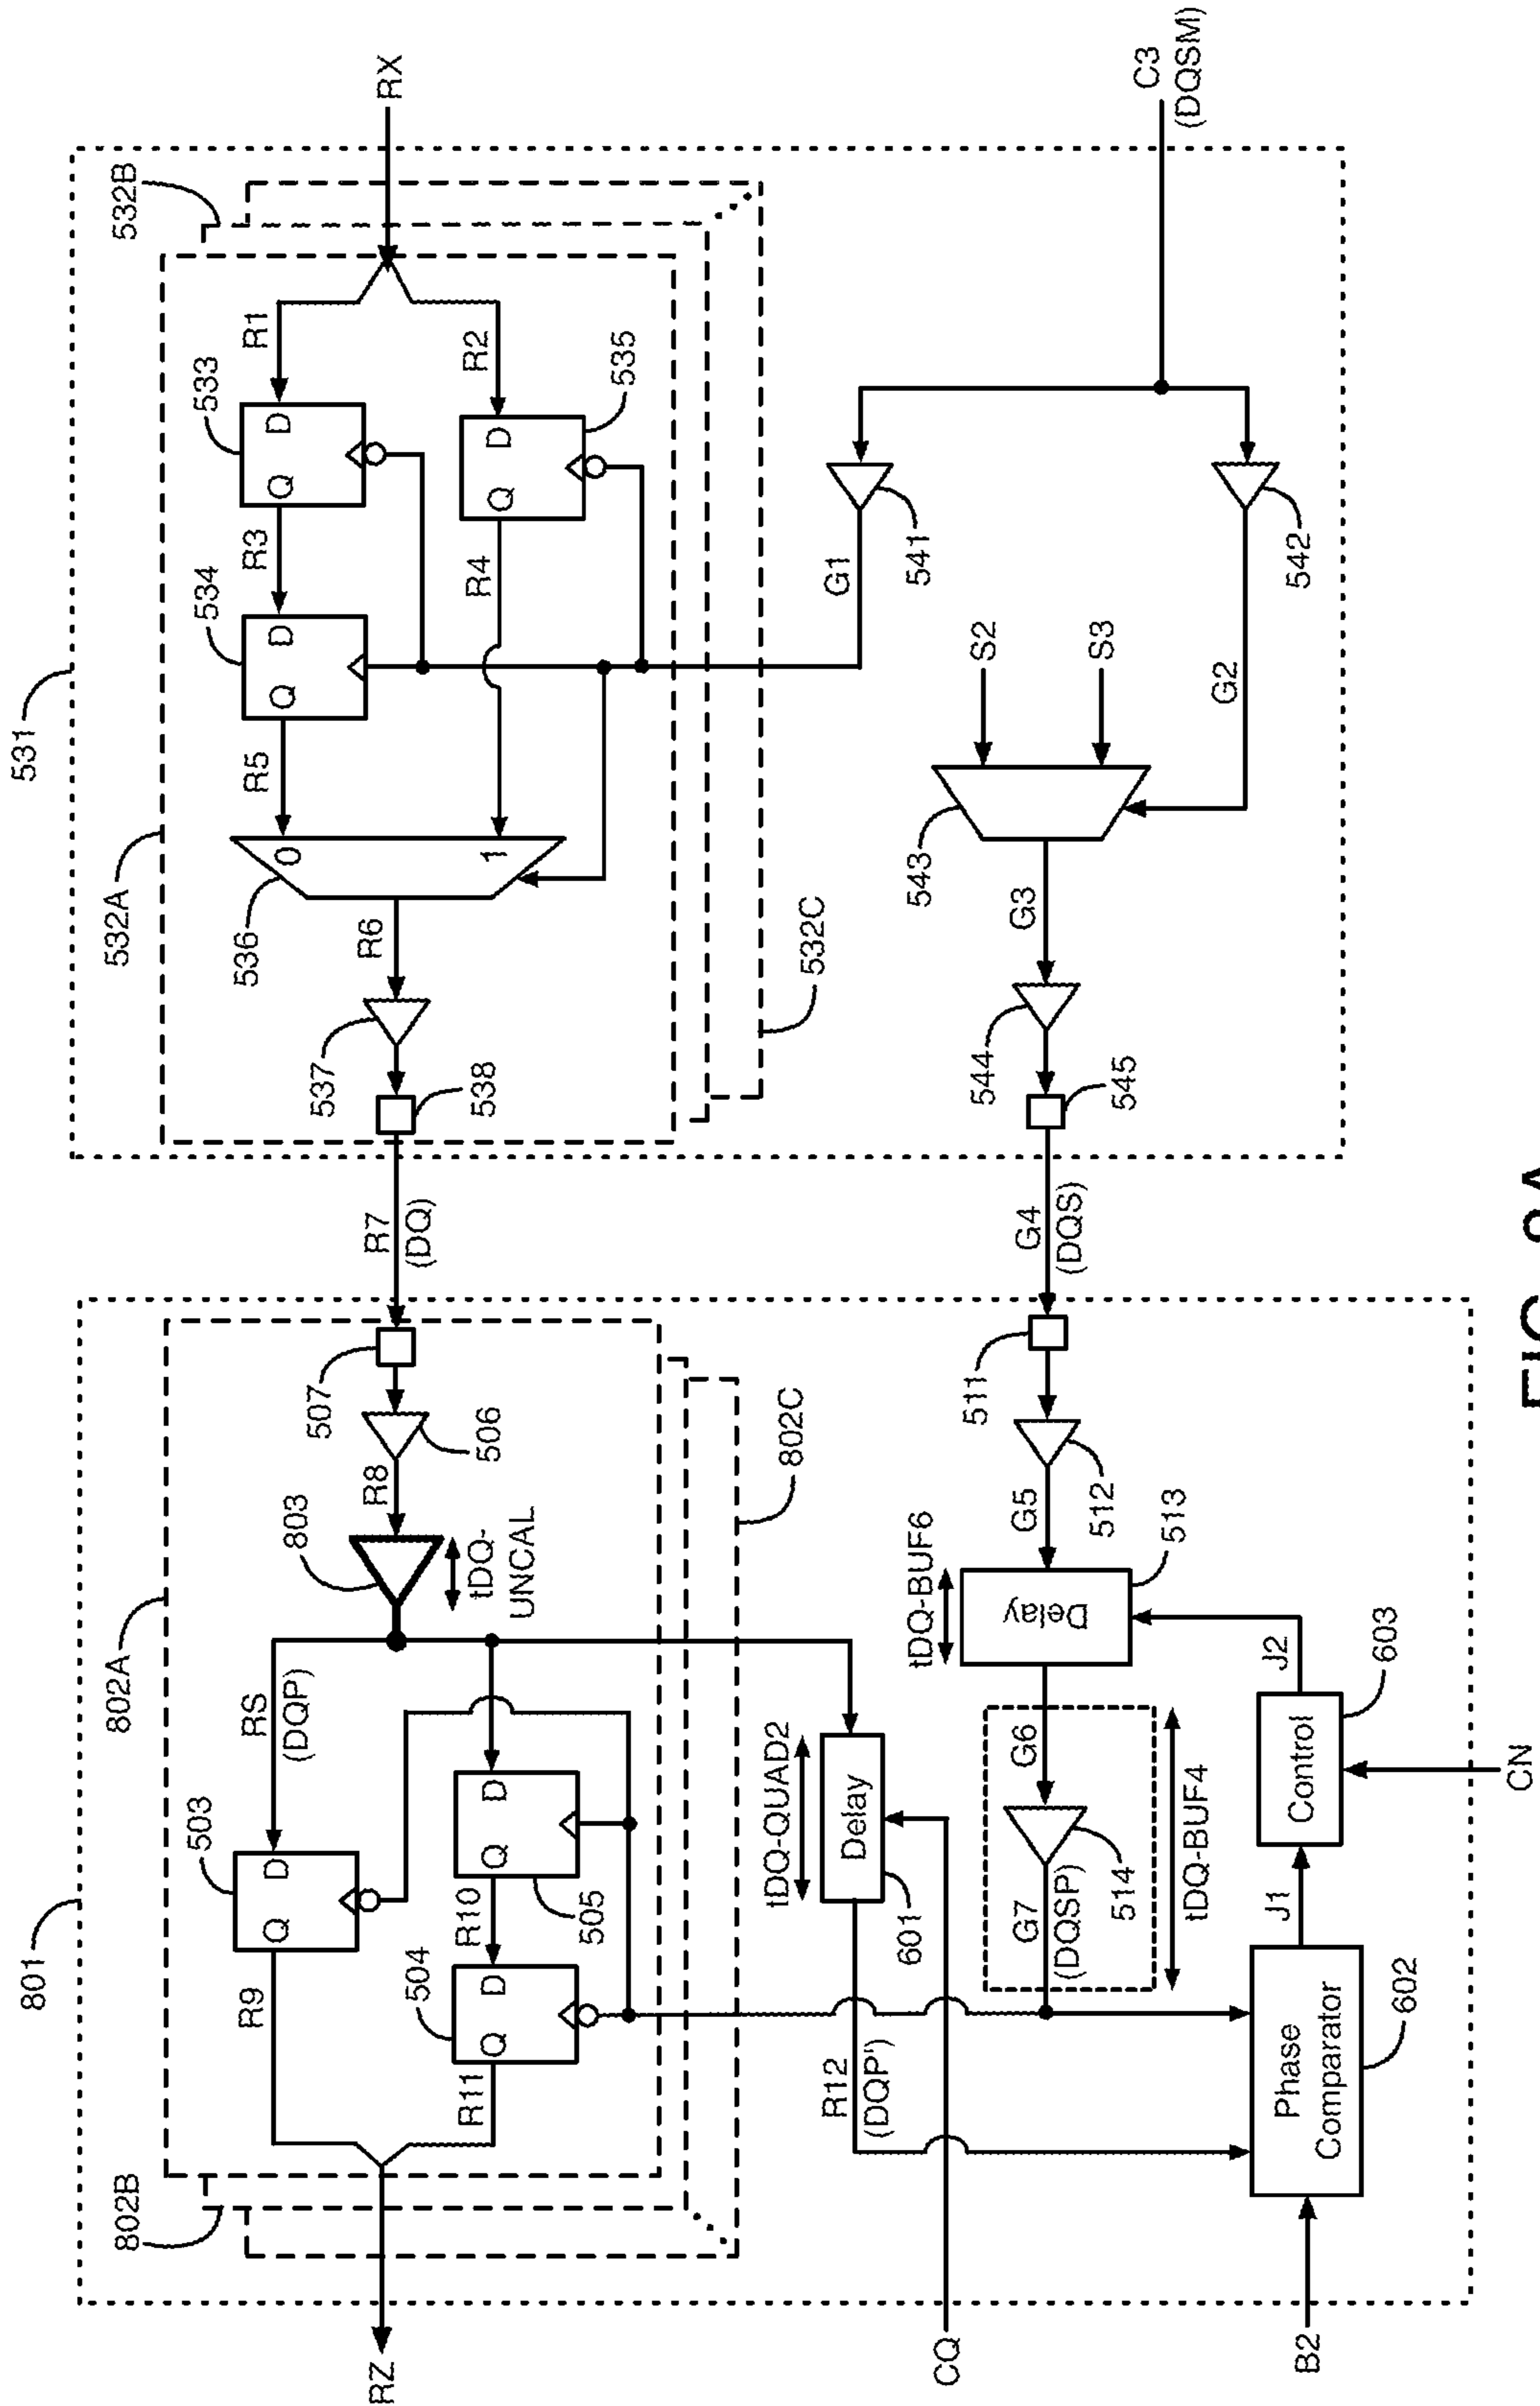 531
532A
532B
534
533
R5
R3
R1
RX
Q
D
Q
D
536
0
1
R6
R4
R2
535
Q
D
537
538
532C
R7
(DQ)
G1
541
C3
(DQSM)
S2
S3
543
G3
G2
542
544
545
G4
(DQS)
801
802B
802A
503
R9
RS
(DQP)
803
R8
506
507
Q
D
RZ
504
R11
R10
505
Q
D
Q
D
tDQ-
UNCAL
802C
tDQ-QUAD2
Delay
601
R12
(DQP')
CQ
tDQ-BUF6
Delay
513
G5
512
511
G7
(DQSP)
514
G6
tDQ-BUF4
Phase
Comparator
602
B2
J1
Control
603
J2
CN